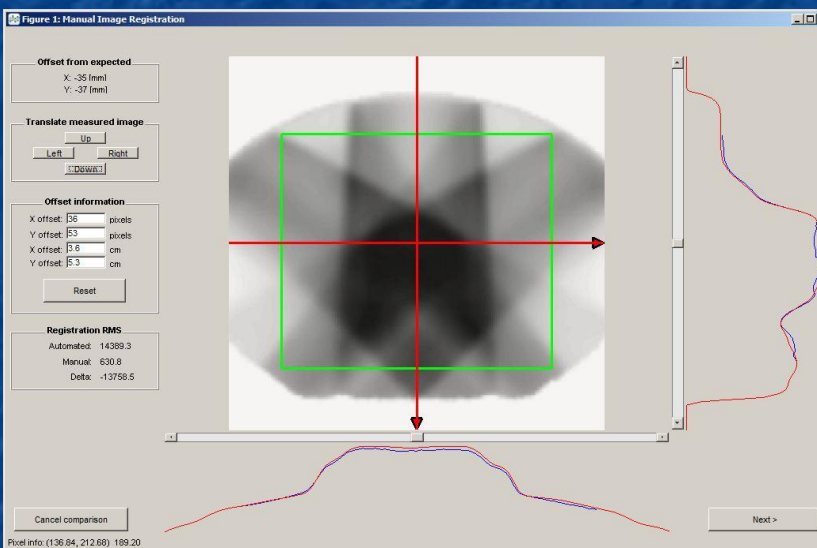 Figure 1: Manual Image Registration
Offset from expected
X: -35 [mm]
Y: -37 [mm]
Translate measured image
Up
Left Right
Down
Offset information
X offset: 36 pixels
Y offset: 53 pixels
X offset: 3.6 cm
Y offset: 5.3 cm
Reset
Registration RMS
Automated: 14389.3
Manual: 630.8
Delta: -13758.5
Cancel comparison
Next >
Pixel info: (136.84, 212.68) 189.20